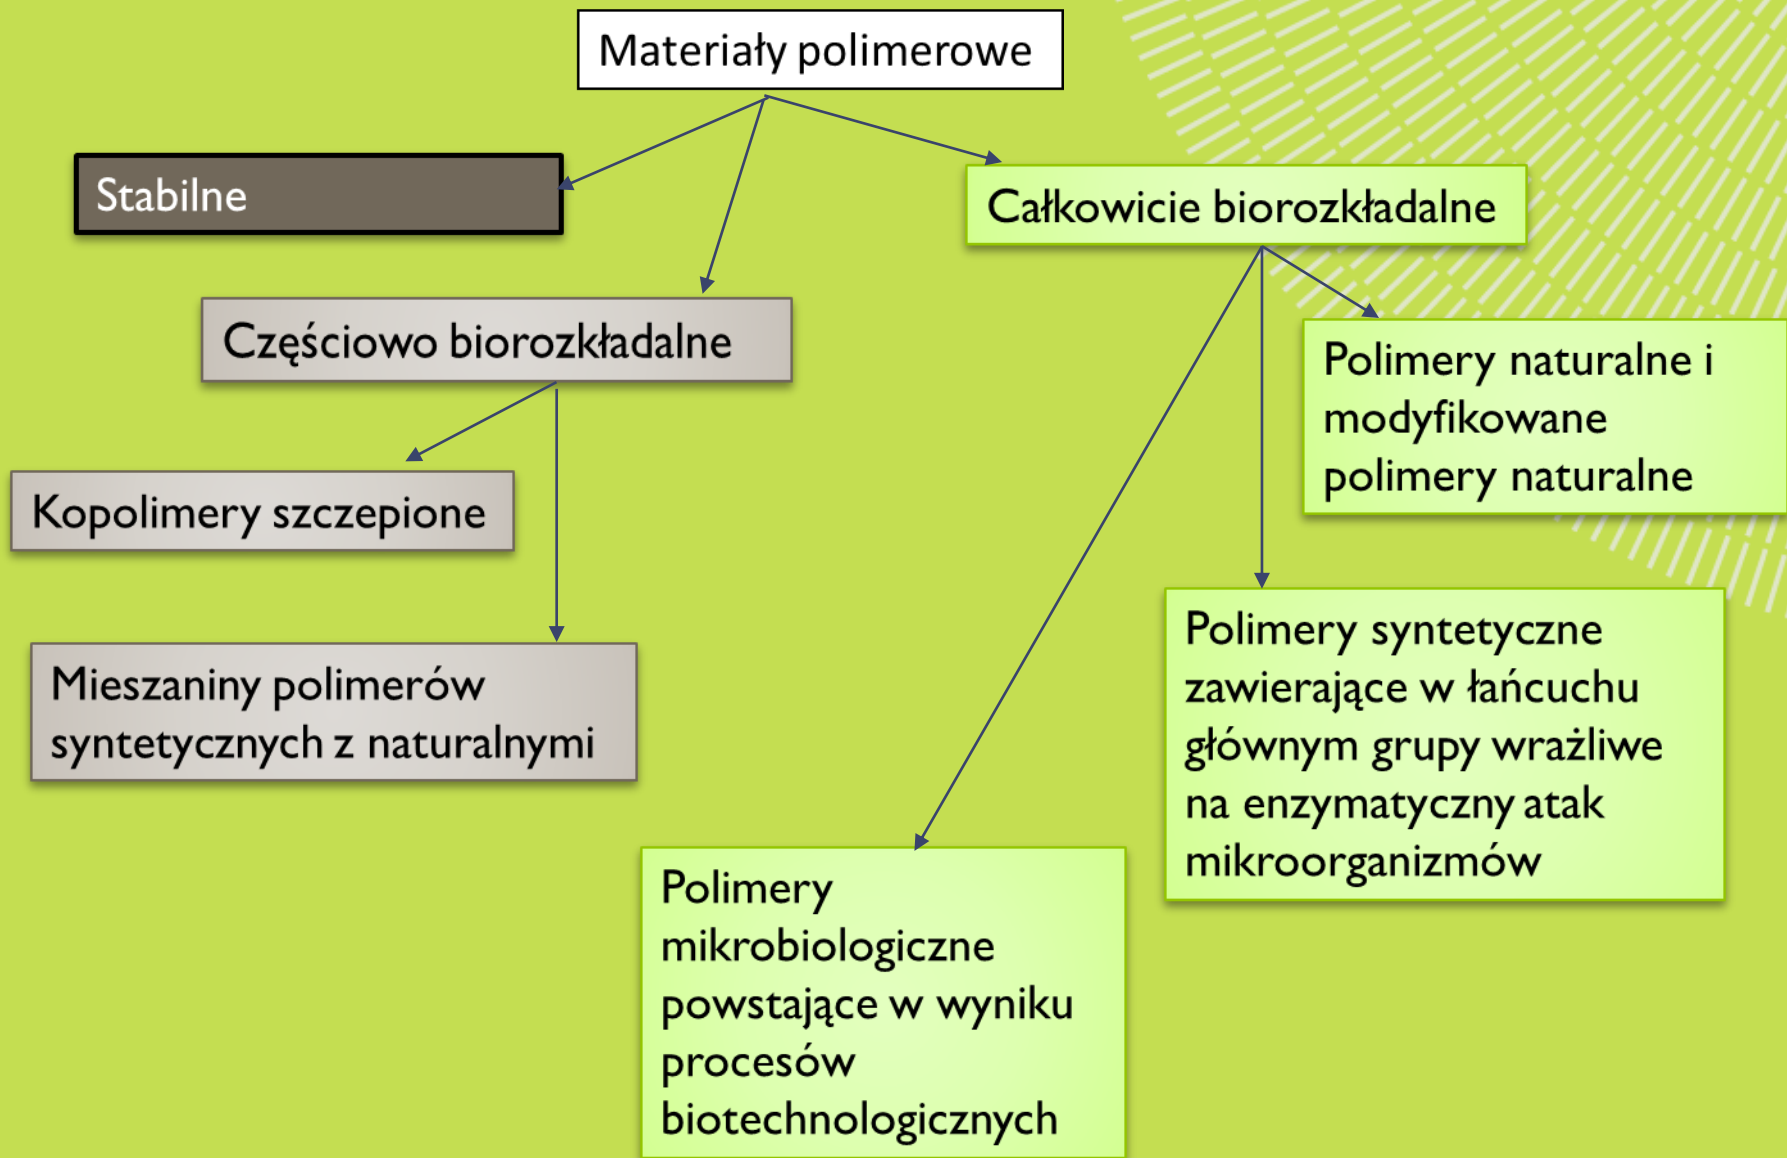 Materiały polimerowe
Stabilne
Całkowicie biorozkładalne
Częściowo biorozkładalne
Polimery naturalne i
modyfikowane
polimery naturalne
Kopolimery szczepione
Polimery syntetyczne
zawierające w łańcuchu
głównym grupy wrażliwe
na enzymatyczny atak
mikroorganizmów
Mieszaniny polimerów
syntetycznych z naturalnymi
Polimery
mikrobiologiczne
powstające w wyniku
procesów
biotechnologicznych